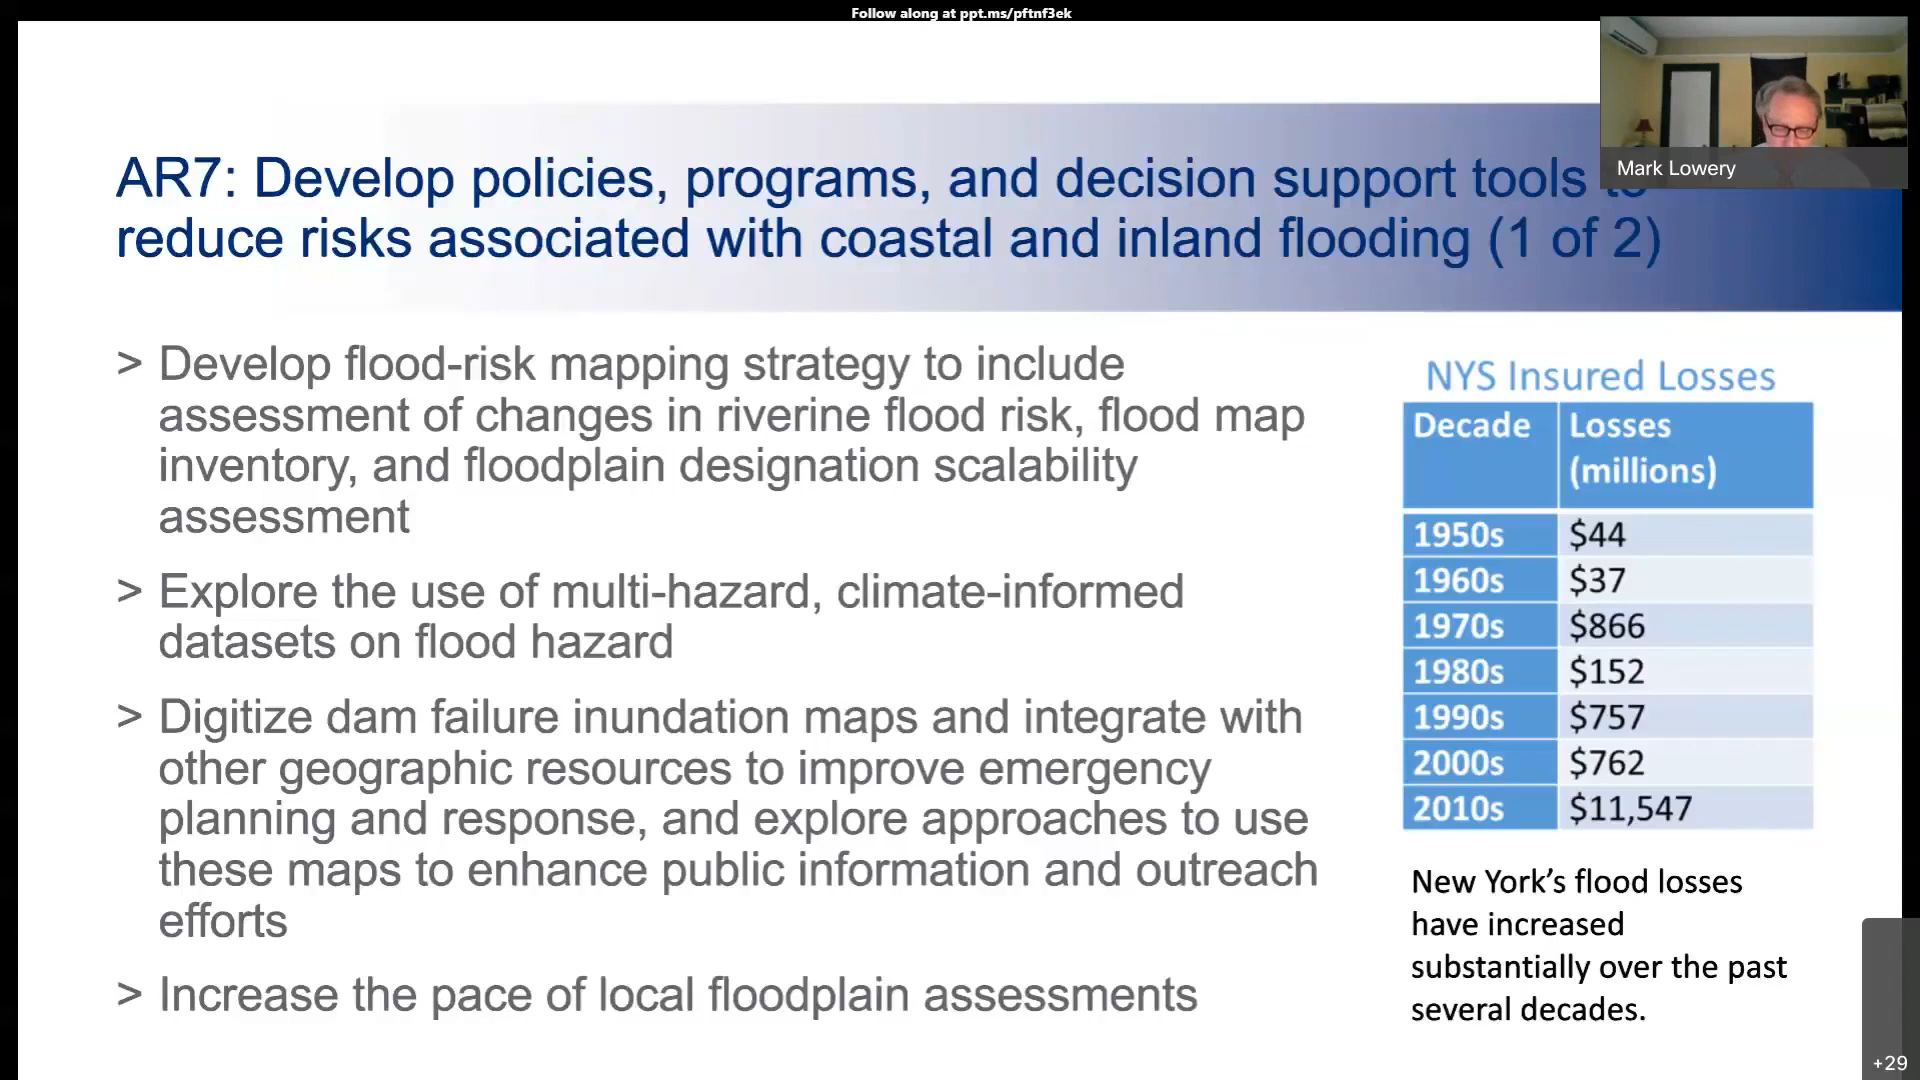 Follow along at ppt.ms/pftnf3ek
Mark Lowery
AR7: Develop policies, programs, and decision support tools to
reduce risks associated with coastal and inland flooding (1 of 2)
> Develop flood-risk mapping strategy to include
assessment of changes in riverine flood risk, flood map
inventory, and floodplain designation scalability
assessment
> Explore the use of multi-hazard, climate-informed
datasets on flood hazard
> Digitize dam failure inundation maps and integrate with
other geographic resources to improve emergency
planning and response, and explore approaches to use
these maps to enhance public information and outreach
efforts
> Increase the pace of local floodplain assessments
NYS Insured Losses
Decade Losses
(millions)
1950s $44
1960s $37
1970s $866
1980s $152
1990s $757
2000s $762
2010s $11,547
New York’s flood losses
have increased
substantially over the past
several decades.
+29